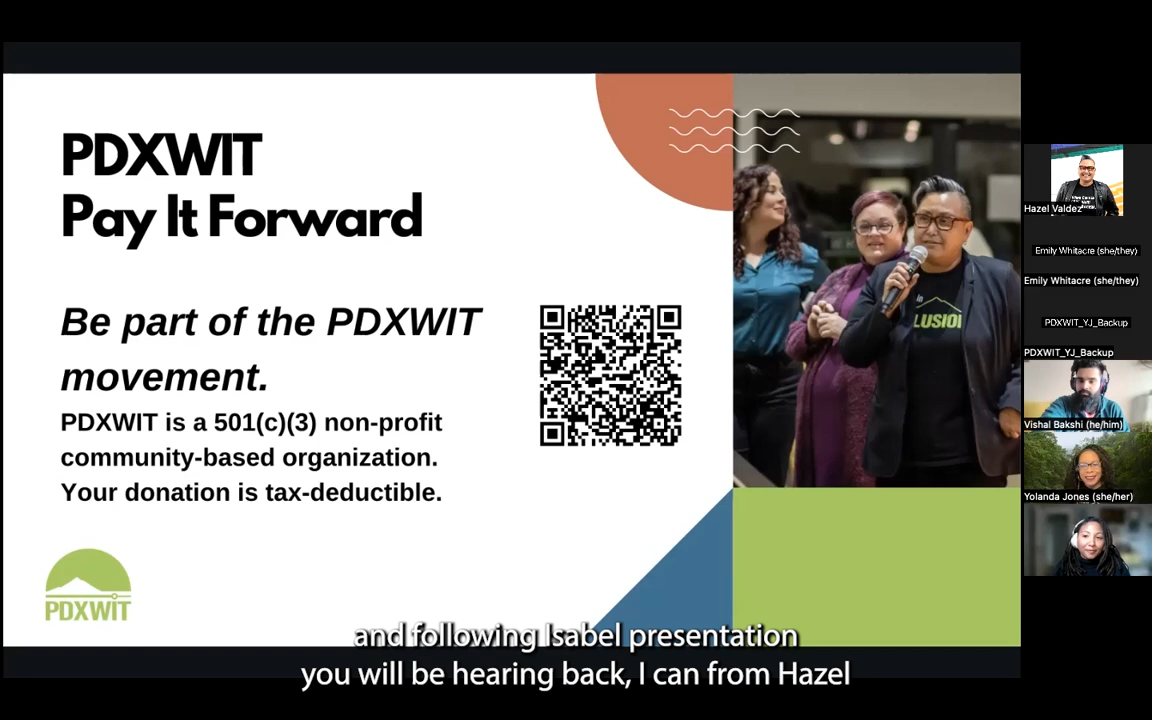 PDXWIT
Pay It Forward
Be part of the PDXWIT
movement.
PDXWIT is a 501(c)(3) non-profit
community-based organization.
Your donation is tax-deductible.
PDXWIT
in
LUSION
Hazel Valdez
Emily Whitacre (she/they)
Emily Whitacre (she/they)
PDXWIT_YJ_Backup
PDXWIT_YJ_Backup
Vishal Bakshi (he/him)
Yolanda Jones (she/her)
and following Isabel presentation
you will be hearing back, I can from Hazel